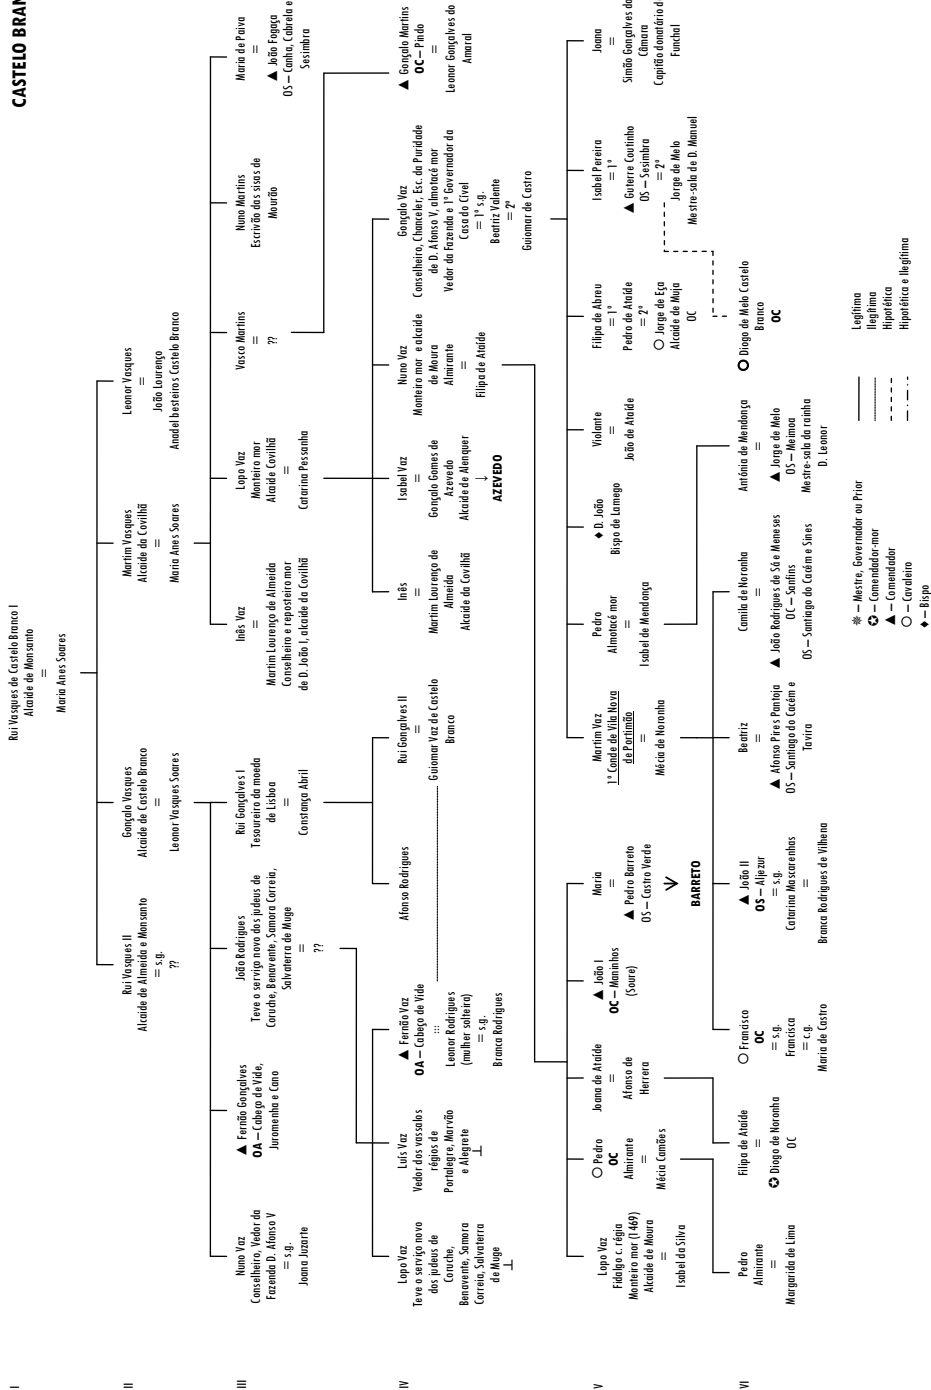 CASTELO BRAN
I
Rui Vasques de Castelo Branco I
Alcaide de Monsanto
=
Maria Anes Soares
II
Rui Vasques II
Alcaide de Almeida e Monsanto
= s.g.
??
Gonçalo Vasques
Alcaide de Castelo Branco
=
Leonor Vasques Soares
Martim Vasques
Alcaide da Covilhã
=
Maria Anes Soares
Leonor Vasques
=
João Lourenço
Anadel besteiros Castelo Branco
III
Nuno Vaz
Conselheiro, Vedor da
Fazenda D. Afonso V
= s.g.
Joana Juzarte
▲ Fernão Gonçalves
OA – Cabeço de Vide,
Juromenha e Cano
João Rodrigues
Teve o serviço novo dos judeus de
Coruche, Benavente, Samora Correia,
Salvaterra de Muge
=
??
Rui Gonçalves I
Tesoureiro da moeda
de Lisboa
=
Constança Abril
Inês Vaz
=
Martim Lourenço de Almeida
Conselheiro e reposteiro mor
de D. João I, alcaide da Covilhã
Lopo Vaz
Monteiro mor
Alcaide Covilhã
=
Catarina Pessanha
Vasco Martins
=
??
Nuno Martins
Escrivão das sisas de
Mourão
Maria de Paiva
=
▲ João Fogaça
OS – Canha, Cabrela e
Sesimbra
IV
Lopo Vaz
Teve o serviço novo
dos judeus de
Coruche,
Benavente, Samora
Correia, Salvaterra
de Muge
Luís Vaz
Vedor dos vassalos
régios de
Portalegre, Marvão
e Alegrete
▲ Fernão Vaz
OA – Cabeço de Vide
:::
Leonor Rodrigues
(mulher solteira)
= s.g.
Branca Rodrigues
Afonso Rodrigues
Rui Gonçalves II
=
Guiomar Vaz de Castelo
Branco
Inês
=
Martim Lourenço de
Almeida
Alcaide da Covilhã
Isabel Vaz
=
Gonçalo Gomes de
Azevedo
Alcaide de Alenquer
↓
AZEVEDO
Nuno Vaz
Monteiro mor e alcaide
de Moura
Almirante
=
Filipa de Ataíde
Gonçalo Vaz
Conselheiro, Chanceler, Esc. da Puridade
de D. Afonso V, almotacé mor
Vedor da Fazenda e 1º Governador da
Casa do Cível
= 1º s.g.
Beatriz Valente
= 2º
Guiomar de Castro
▲ Gonçalo Martins
OC – Pindo
=
Leonor Gonçalves do
Amaral
V
Lopo Vaz
Fidalgo c. régia
Monteiro mor (1469)
Alcaide de Moura
=
Isabel da Silva
○ Pedro
OC
Almirante
=
Mécia Camões
Joana de Ataíde
=
Afonso de
Herrera
▲ João I
OC – Maninhos
(Soure)
Maria
=
▲ Pedro Barreto
OS – Castro Verde
BARRETO
Martim Vaz
1º Conde de Vila Nova
de Portimão
=
Mécia de Noronha
Pedro
Almotacé mor
=
Isabel de Mendonça
◆ D. João
Bispo de Lamego
Violante
=
João de Ataíde
Filipa de Abreu
= 1º
Pedro de Ataíde
= 2º
○ Jorge de Eça
Alcaide de Muja
OC
Isabel Pereira
= 1º
▲ Guterre Coutinho
OS – Sesimbra
= 2º
Jorge de Melo
Mestre-sala de D. Manuel
Joana
=
Simão Gonçalves da
Câmara
Capitão donatário d
Funchal
VI
Pedro
Almirante
=
Margarida de Lima
Filipa de Ataíde
=
✪ Diogo de Noronha
OC
○ Francisco
OC
= s.g.
Francisca
= c.g.
Maria de Castro
▲ João II
OS – Aljezur
= s.g.
Catarina Mascarenhas
=
Branca Rodrigues de Vilhena
Beatriz
=
▲ Afonso Pires Pantoja
OS – Santiago do Cacém e
Tavira
Camila de Noronha
=
▲ João Rodrigues de Sá e Meneses
OC – Sanfins
OS – Santiago do Cacém e Sines
Antónia de Mendonça
=
▲ Jorge de Melo
OS – Meimoa
Mestre-sala da rainha
D. Leonor
○ Diogo de Melo Castelo
Branco
OC
– Mestre, Governador ou Prior
✪ – Comendador-mor
▲ – Comendador
○ – Cavaleiro
◆ – Bispo
Legítima
Ilegítima
Hipotética
Hipotética e Ilegítima